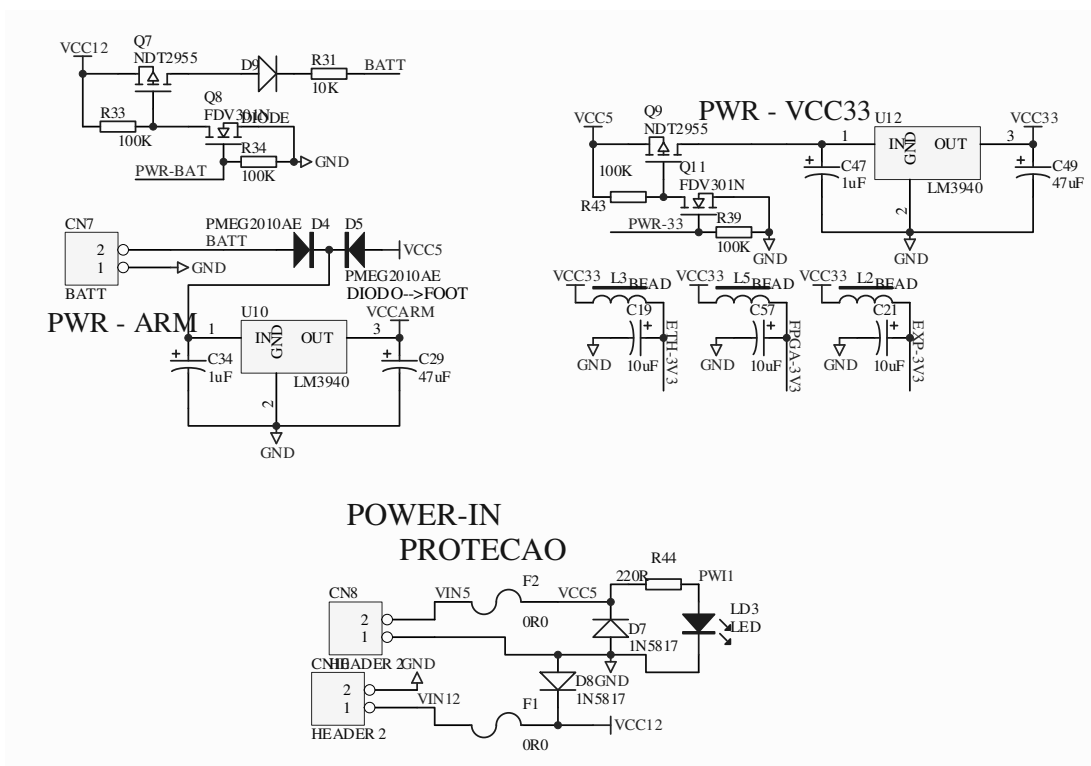 Q7
VCC12
NDT2955
D9
R31
BATT
10K
Q8
R33
FDV301N
DIODE
100K
R34
GND
PWR-BAT
100K
CN7
PMEG2010AE
D4
D5
BATT
2
VCC5
1
GND
BATT
PMEG2010AE
DIODO-->FOOT
PWR - ARM
U10
VCCARM
1
IN
GND
OUT
3
C34
1uF
LM3940
C29
47uF
2
GND
PWR - VCC33
Q9
VCC5
NDT2955
U12
VCC33
1
IN
GND
OUT
3
100K
Q11
C47
1uF
C49
47uF
FDV301N
LM3940
R43
PWR-33
R39
2
100K
GND
GND
VCC33
L3
BEAD
VCC33
L5
BEAD
VCC33
L2
BEAD
C19
C57
C21
GND
10uF
ETH-3V3
GND
10uF
FPGA-3V3
GND
10uF
EXP-3V3
POWER-IN
PROTECAO
R44
F2
220R
PWI1
CN8
VIN5
VCC5
2
0R0
LD3
LED
1
D7
1N5817
HEADER 2
GND
D8
GND
2
1N5817
1
VIN12
F1
VCC12
HEADER 2
0R0